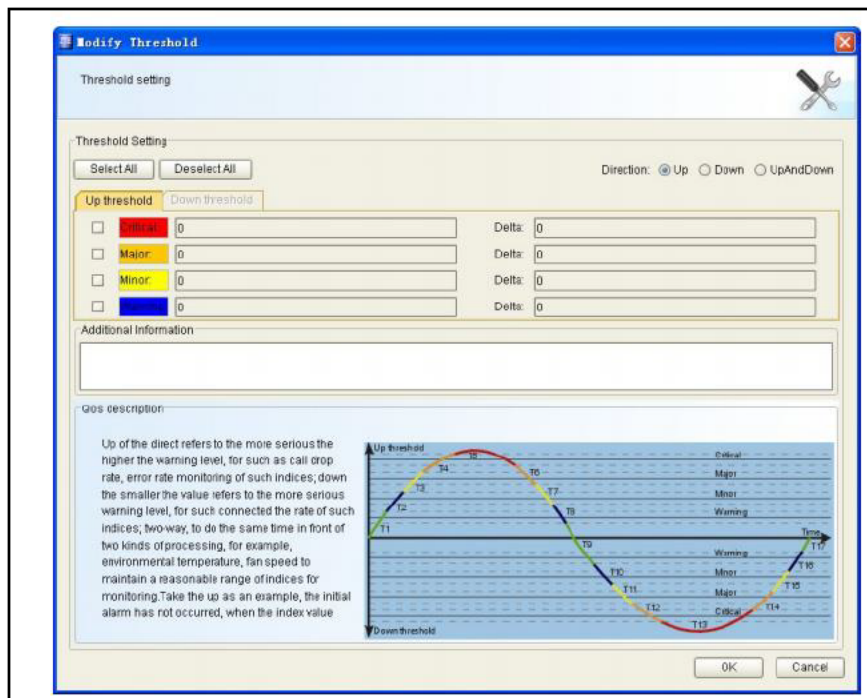 Modify Threshold
Threshold setting
Threshold Setting
Select All Deselect All Direction: Up Down UpAndDown
Up threshold Down threshold
Critical: 0 Delta: 0
Major: 0 Delta: 0
Minor: 0 Delta: 0
Warning: 0 Delta: 0
Additional Information
Qos description
Up of the direct refers to the more serious the
higher the warning level, for such as call drop
rate, error rate monitoring of such indices; down
the smaller the value refers to the more serious
warning level, for such connected the rate of such
indices; two-way, to do the same time in front of
two kinds of processing, for example,
environmental temperature, fan speed to
maintain a reasonable range of indices for
monitoring.Take the up as an example, the initial
alarm has not occurred, when the index value
Up threshold
T5 Critical
T4 T6 Major
T3 T7 Minor
T2 T8 Warning
T1
Time
T9 Warning T17
T10 Minor T16
T11 Major T15
T12 Critical T14
T13
Down threshold
OK Cancel